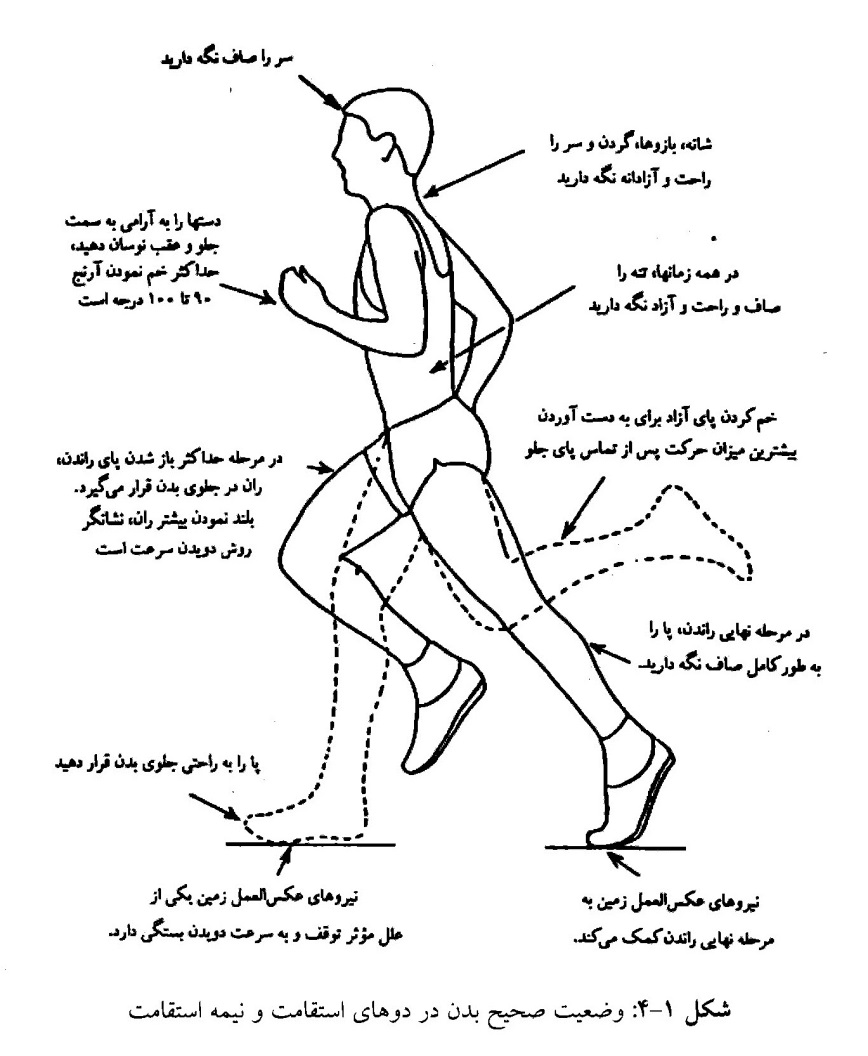 سر را صاف نگه دارید
شانه، بازوها، گردن و سر را
راحت و آزادانه نگه دارید
دستها را به آرامی به سمت
جلو و عقب نوسان دهید،
حداکثر خم نمودن آرنج
۹۰ تا ۱۰۰ درجه است
در همه زمانها، تنه را
صاف و راحت و آزاد نگه دارید
خم کردن پای آزاد برای به دست آوردن
بیشترین میزان حرکت پس از تماس پای جلو
در مرحله حداکثر باز شدن پای راندن،
ران در جلوی بدن قرار می‌گیرد.
بلند نمودن بیشتر ران، نشانگر
روش دویدن سرعت است
در مرحله نهایی راندن، پا را
به طور کامل صاف نگه دارید.
پا را به راحتی جلوی بدن قرار دهید
نیروهای عکس‌العمل زمین یکی از
علل مؤثر توقف و به سرعت دویدن بستگی دارد.
نیروهای عکس‌العمل زمین به
مرحله نهایی راندن کمک می‌کند.
شکل ۱-۴: وضعیت صحیح بدن در دوهای استقامت و نیمه استقامت